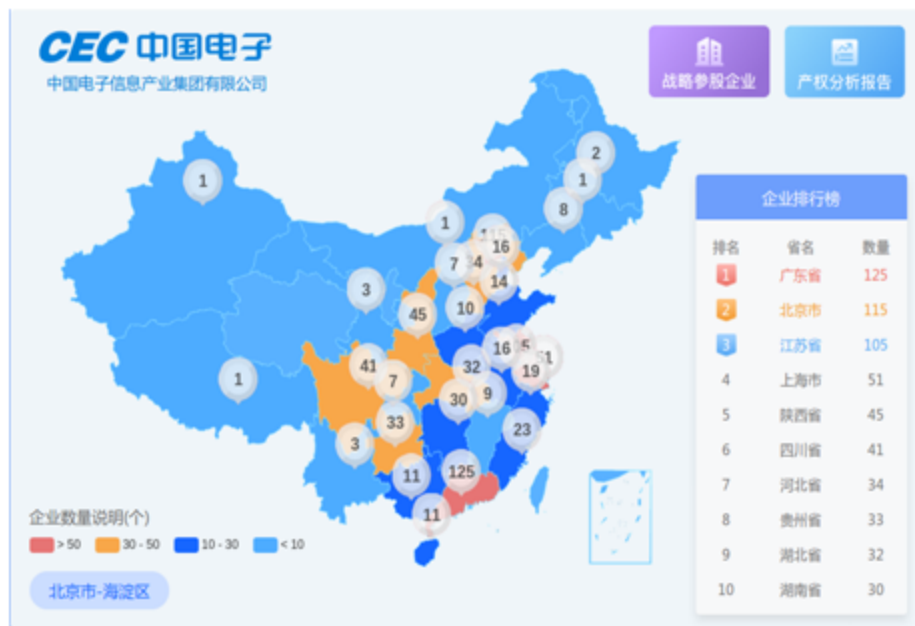 CEC 中国电子
中国电子信息产业集团有限公司
战略参股企业
产权分析报告
2
1
1
8
1
115
16
7
34
14
3
10
45
16
51
19
41
32
7
9
1
30
33
23
3
11
125
11
企业数量说明(个)
> 50
30 - 50
10 - 30
< 10
北京市-海淀区
企业排行榜
排名 省名 数量
1 广东省 125
2 北京市 115
3 江苏省 105
4 上海市 51
5 陕西省 45
6 四川省 41
7 河北省 34
8 贵州省 33
9 湖北省 32
10 湖南省 30